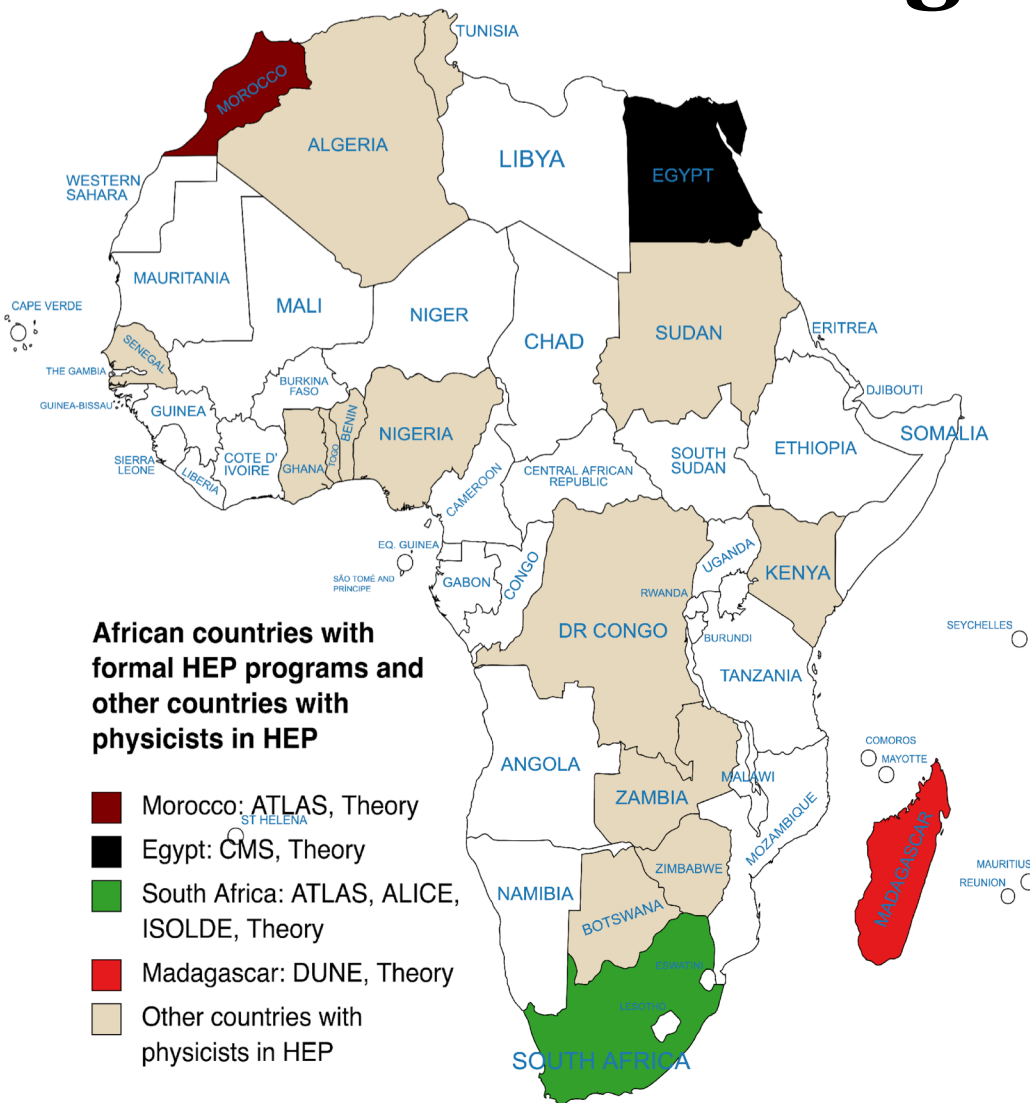 TUNISIA
MOROCCO
ALGERIA
LIBYA
EGYPT
WESTERN
SAHARA
MAURITANIA
MALI
NIGER
CHAD
SUDAN
ERITREA
CAPE VERDE
SENEGAL
THE GAMBIA
GUINEA-BISSAU
GUINEA
BURKINA
FASO
BENIN
NIGERIA
DJIBOUTI
SOMALIA
ETHIOPIA
SOUTH
SUDAN
CENTRAL AFRICAN
REPUBLIC
CAMEROON
SIERRA
LEONE
LIBERIA
COTE D'
IVOIRE
GHANA
TOGO
EQ. GUINEA
SÃO TOMÉ AND
PRÍNCIPE
GABON
CONGO
UGANDA
KENYA
RWANDA
DR CONGO
BURUNDI
TANZANIA
SEYCHELLES
African countries with
formal HEP programs and
other countries with
physicists in HEP
ANGOLA
ZAMBIA
MALAWI
MOZAMBIQUE
COMOROS
MAYOTTE
MADAGASCAR
MAURITIUS
REUNION
ZIMBABWE
NAMIBIA
BOTSWANA
ESWATINI
LESOTHO
SOUTH AFRICA
Morocco: ATLAS, Theory
ST HELENA
Egypt: CMS, Theory
South Africa: ATLAS, ALICE,
ISOLDE, Theory
Madagascar: DUNE, Theory
Other countries with
physicists in HEP